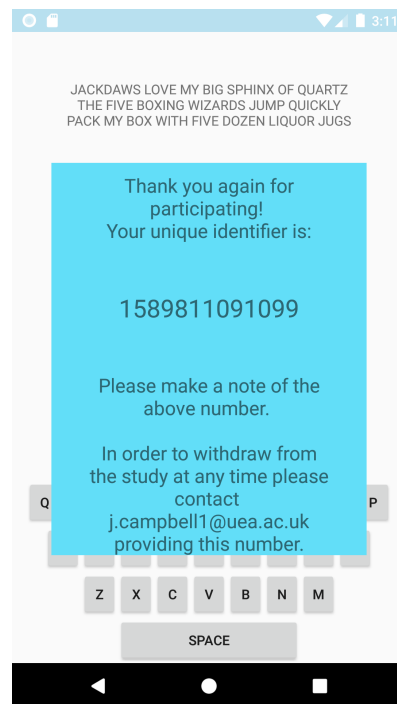 3:11
JACKDAWS LOVE MY BIG SPHINX OF QUARTZ
THE FIVE BOXING WIZARDS JUMP QUICKLY
PACK MY BOX WITH FIVE DOZEN LIQUOR JUGS
Thank you again for
participating!
Your unique identifier is:
1589811091099
Please make a note of the
above number.
In order to withdraw from
the study at any time please
contact
j.campbell1@uea.ac.uk
providing this number.
Q P
Z X C V B N M
SPACE